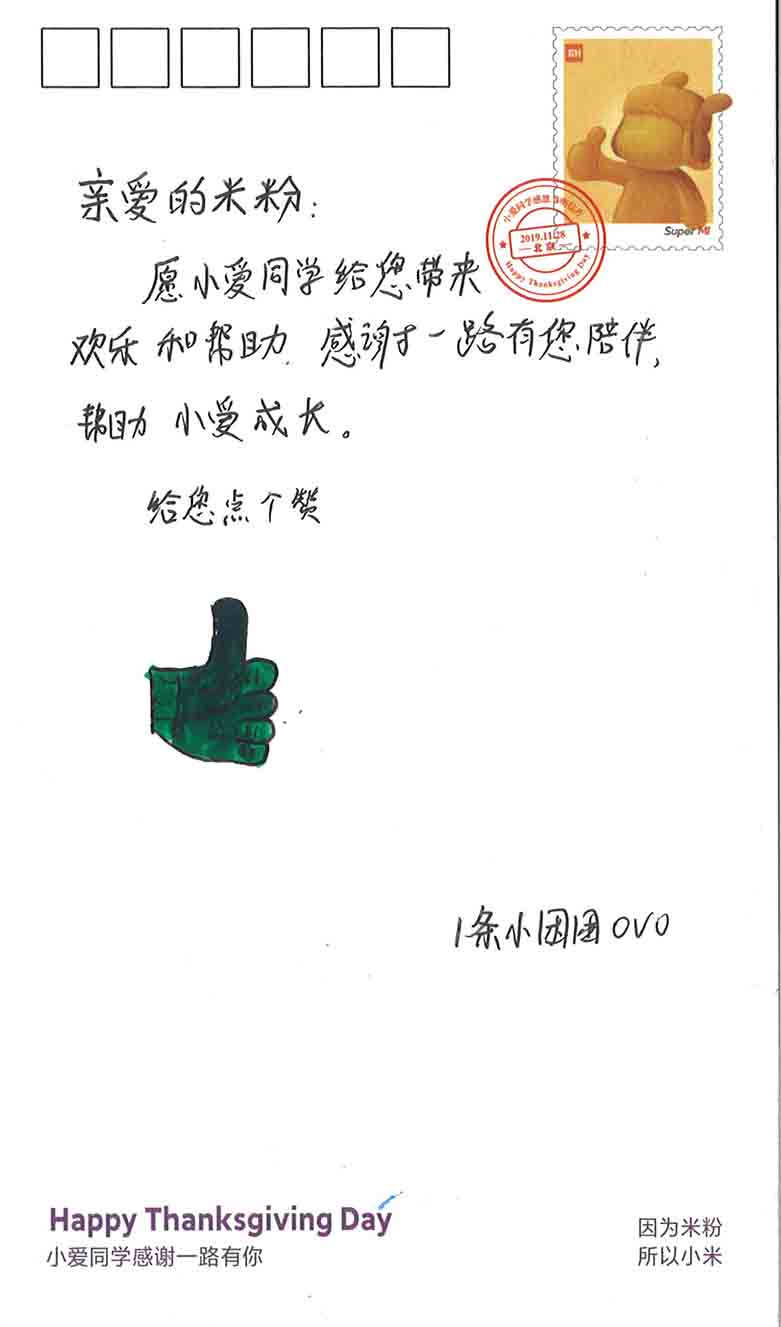 MI
Super MI
小爱同学感恩节明信片
2019.11.28
北京
Happy Thanksgiving Day
亲爱的米粉:
愿小爱同学给您带来
欢乐和帮助.感谢一路有您陪伴,
帮助小爱成长。
给您点个赞
1条小团团OVO
Happy Thanksgiving Day
小爱同学感谢一路有你
因为米粉
所以小米